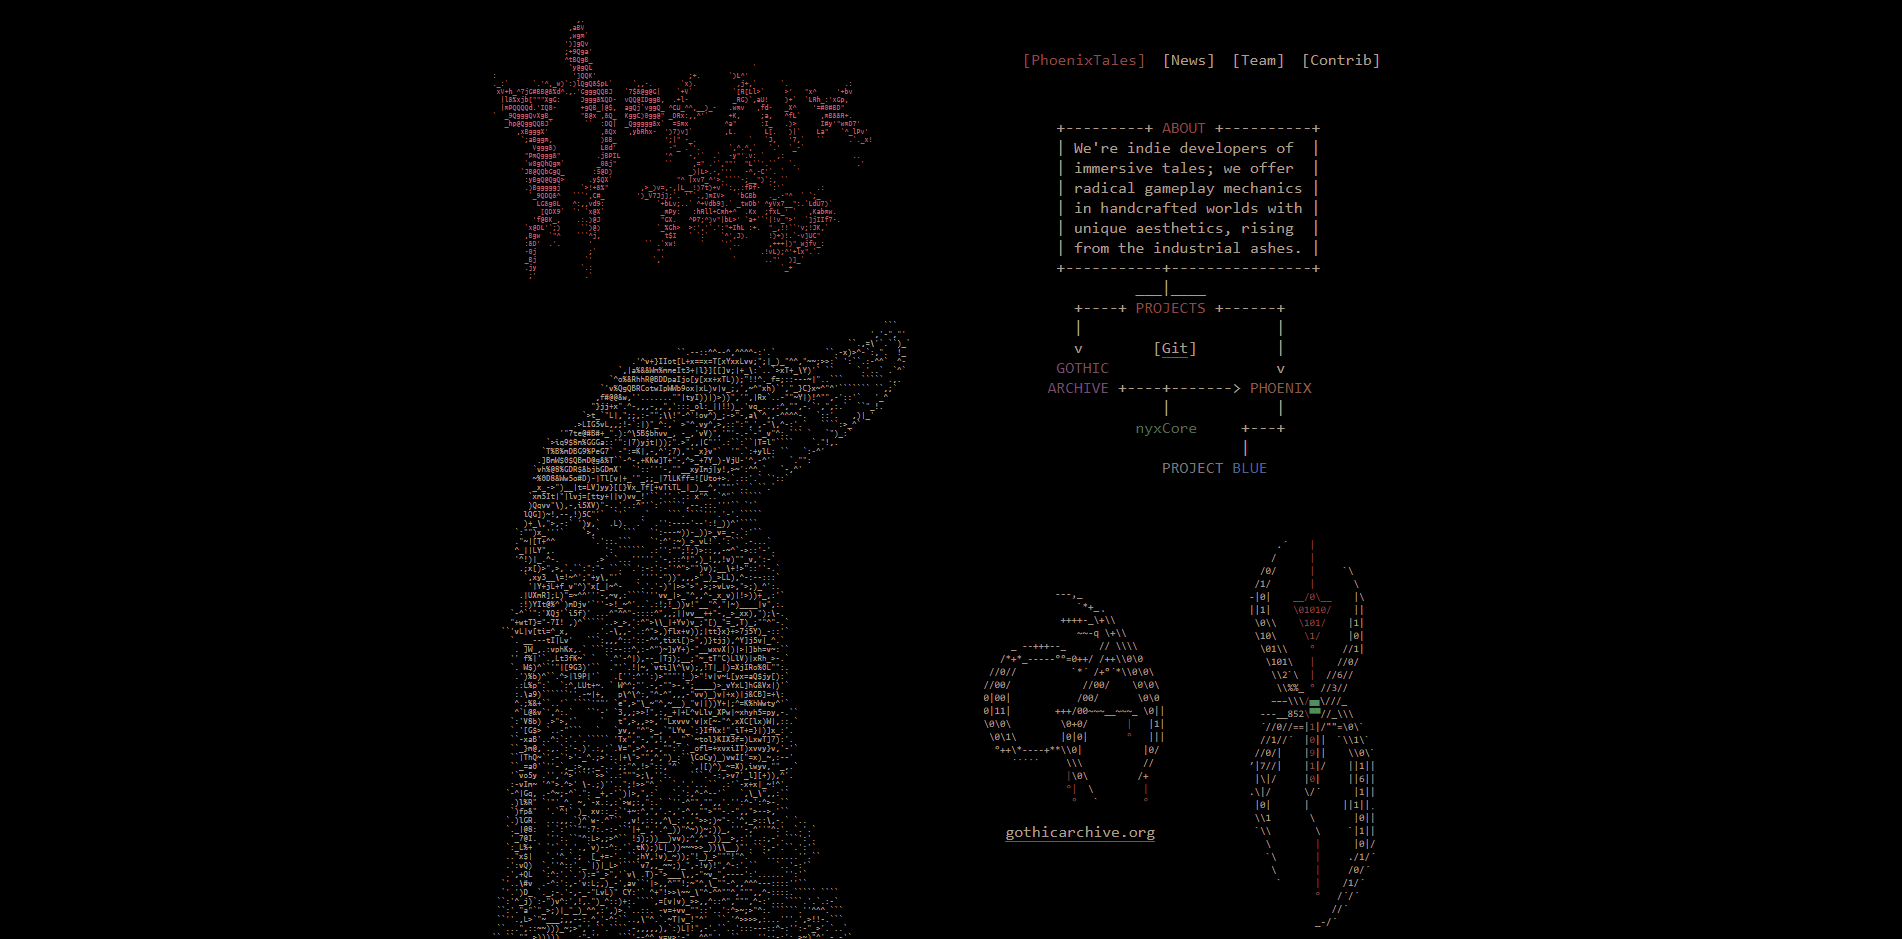 [PhoenixTales] [News] [Team] [Contrib]
ABOUT
We're indie developers of
immersive tales; we offer
radical gameplay mechanics
in handcrafted worlds with
unique aesthetics, rising
from the industrial ashes.
PROJECTS
[Git]
GOTHIC
ARCHIVE
PHOENIX
nyxCore
PROJECT BLUE
gothicarchive.org